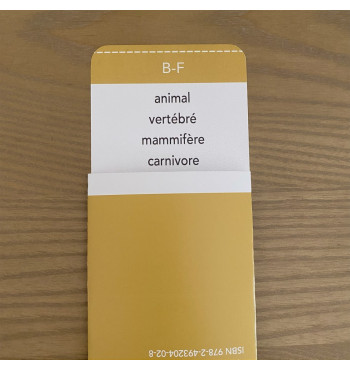 B-F
animal
vertébré
mammifère
carnivore
ISBN 978-2-493204-02-8